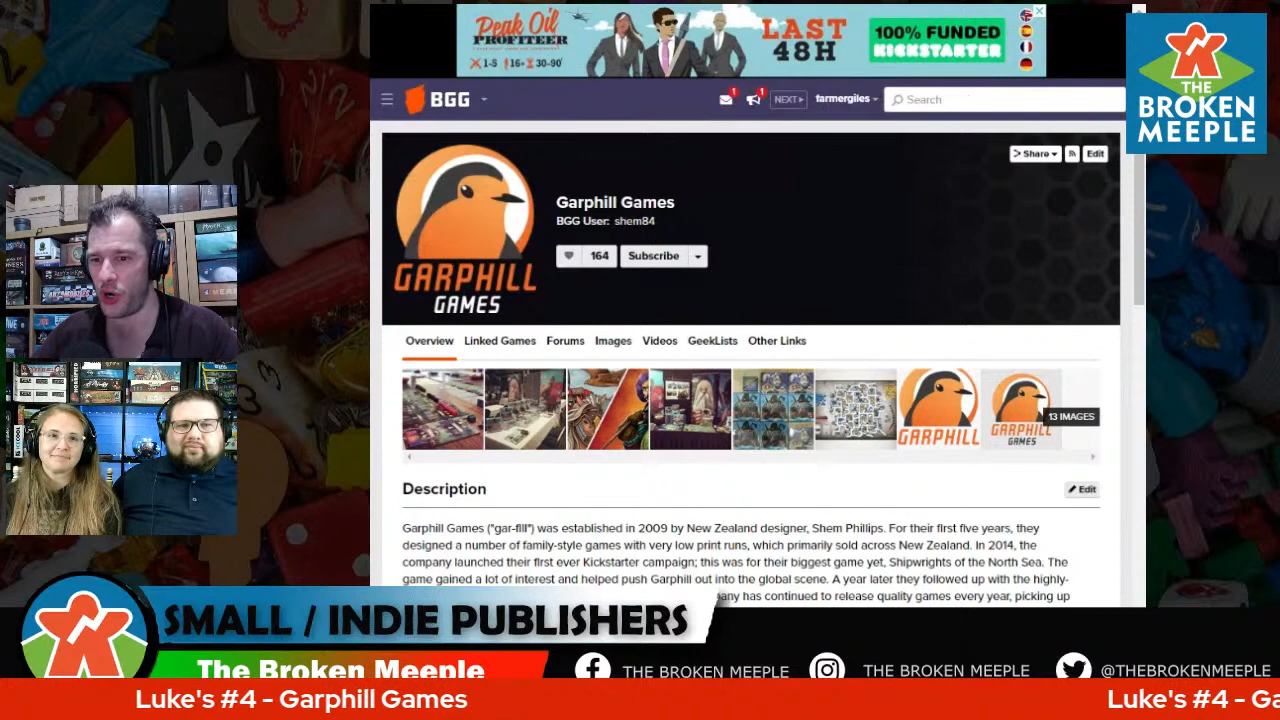 Peak Oil
PROFITEER
1-5 16+ 30-90'
LAST
48H
100% FUNDED
KICKSTARTER
THE
BROKEN
MEEPLE
BGG
1
1
NEXT
farmergiles
Search
Share
Edit
GARPHILL
GAMES
Garphill Games
BGG User: shem84
164
Subscribe
Overview Linked Games Forums Images Videos GeekLists Other Links
GARPHILL
GARPHILL
GAMES
13 IMAGES
Description
Edit
Garphill Games ("gar-fill") was established in 2009 by New Zealand designer, Shem Phillips. For their first five years, they
designed a number of family-style games with very low print runs, which primarily sold across New Zealand. In 2014, the
company launched their first ever Kickstarter campaign; this was for their biggest game yet, Shipwrights of the North Sea. The
game gained a lot of interest and helped push Garphill out into the global scene. A year later they followed up with the highly-
any has continued to release quality games every year, picking up
SMALL / INDIE PUBLISHERS
The Broken Meeple
THE BROKEN MEEPLE
THE BROKEN MEEPLE
@THEBROKENMEEPLE
Luke's #4 - Garphill Games
Luke's #4 - Ga